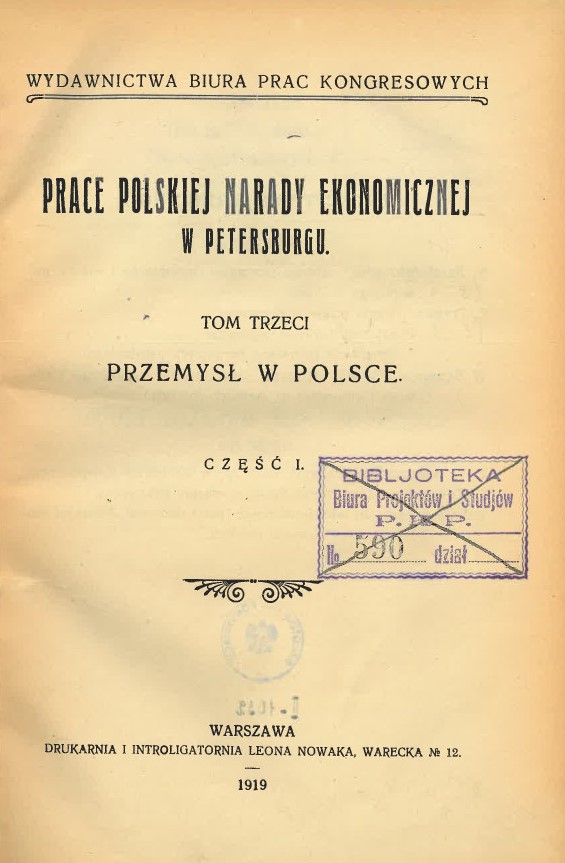 WYDAWNICTWA BIURA PRAC KONGRESOWYCH
PRACE POLSKIEJ NARADY EKONOMICZNEJ
W PETERSBURGU.
TOM TRZECI
PRZEMYSŁ W POLSCE.
CZĘŚĆ I.
BIBLJOTEKA
Biura Projektów i Studjów
P. K. P.
No 590 dział
WARSZAWA
DRUKARNIA I INTROLIGATORNIA LEONA NOWAKA, WARECKA № 12.
1919